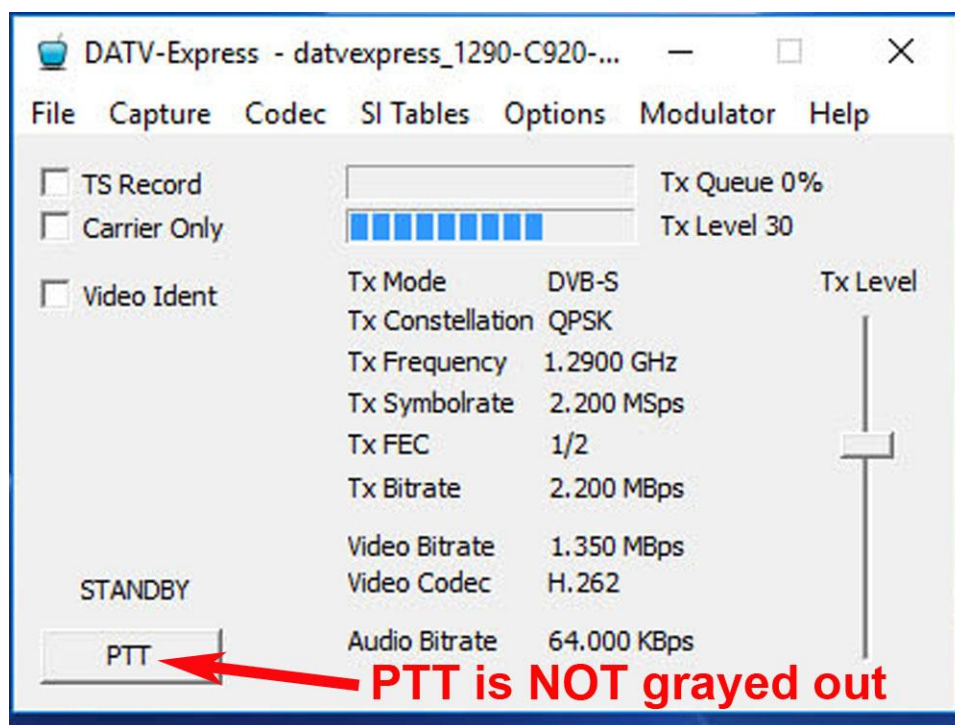 DATV-Express - datvexpress_1290-C920-...
File Capture Codec SI Tables Options Modulator Help
TS Record Tx Queue 0%
Carrier Only Tx Level 30
Video Ident Tx Mode DVB-S Tx Level
Tx Constellation QPSK
Tx Frequency 1.2900 GHz
Tx Symbolrate 2.200 MSps
Tx FEC 1/2
Tx Bitrate 2.200 MBps
Video Bitrate 1.350 MBps
STANDBY Video Codec H.262
PTT Audio Bitrate 64.000 KBps
PTT is NOT grayed out